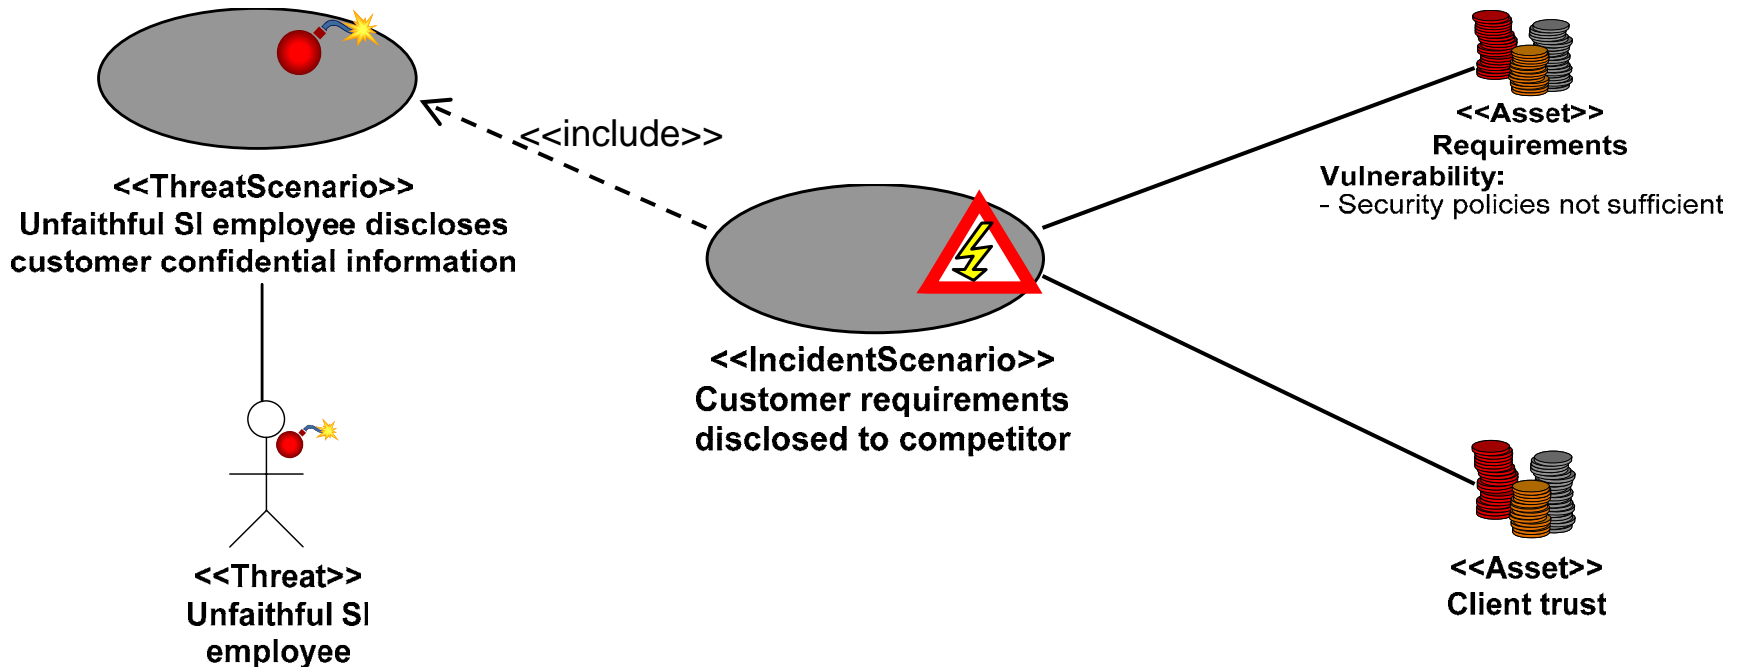 <<include>>
<<ThreatScenario>>
Unfaithful SI employee discloses
customer confidential information
<<Threat>>
Unfaithful SI
employee
<<IncidentScenario>>
Customer requirements
disclosed to competitor
<<Asset>>
Requirements
Vulnerability:
- Security policies not sufficient
<<Asset>>
Client trust